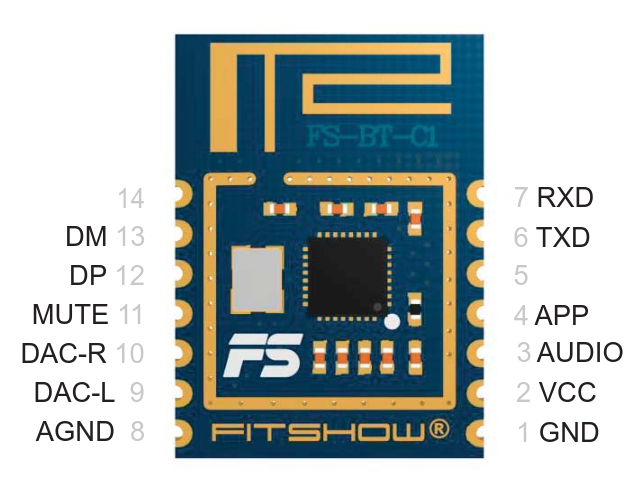 FS-BT-C1
14
DM 13
DP 12
MUTE 11
DAC-R 10
DAC-L 9
AGND 8
7 RXD
6 TXD
5
4 APP
3 AUDIO
2 VCC
1 GND
FS
FITSHOW®